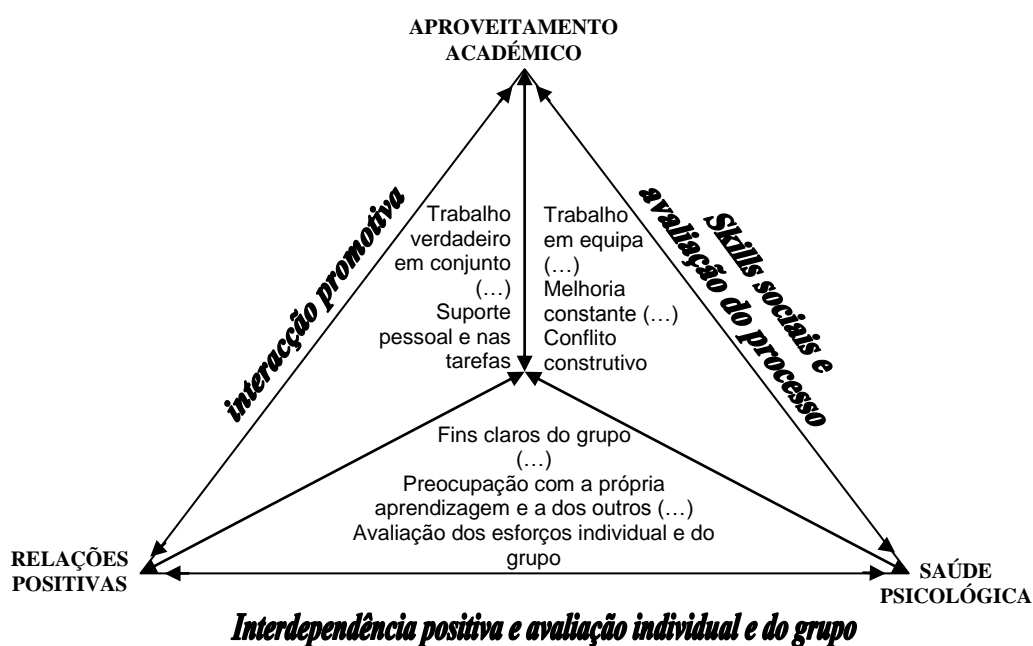 APROVEITAMENTO
ACADÉMICO
interacção promotiva
Trabalho
verdadeiro
em conjunto
(…)
Suporte
pessoal e nas
tarefas
Trabalho
em equipa
(…)
Melhoria
constante (…)
Conflito
construtivo
Skills sociais e
avaliação do processo
Fins claros do grupo
(…)
Preocupação com a própria
aprendizagem e a dos outros (…)
Avaliação dos esforços individual e do
grupo
RELAÇÕES
POSITIVAS
SAÚDE
PSICOLÓGICA
Interdependência positiva e avaliação individual e do grupo